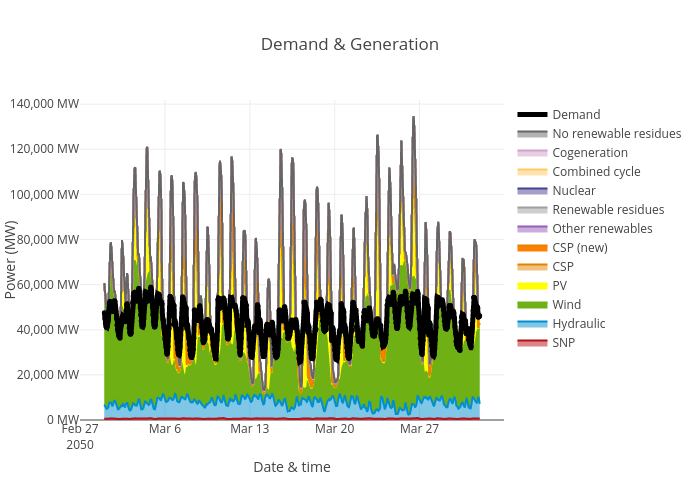 Demand & Generation
140,000 MW
120,000 MW
100,000 MW
80,000 MW
60,000 MW
40,000 MW
20,000 MW
0 MW
Power (MW)
Feb 27
2050
Mar 6
Mar 13
Mar 20
Mar 27
Date & time
Demand
No renewable residues
Cogeneration
Combined cycle
Nuclear
Renewable residues
Other renewables
CSP (new)
CSP
PV
Wind
Hydraulic
SNP